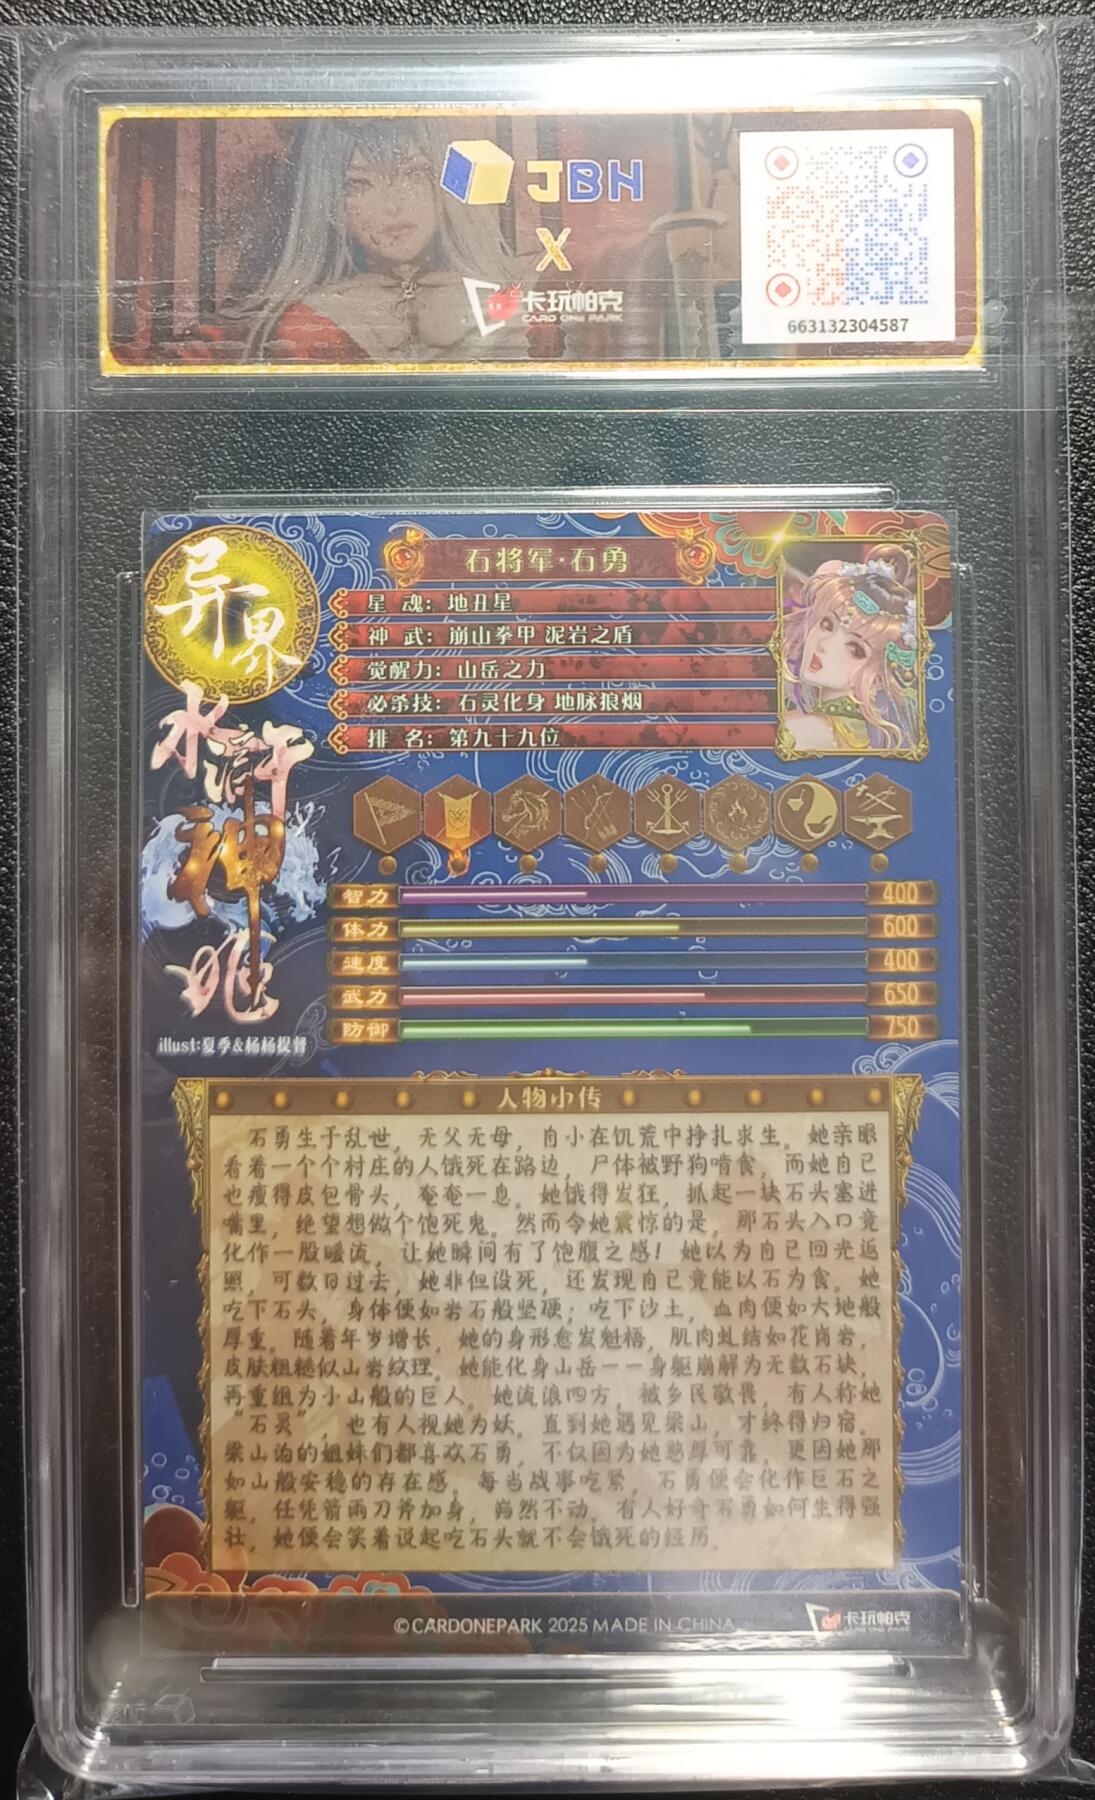 JBH
X
卡玩帕克
CARD ONE PARK
663132304587
异界
水浒
神
姬
illust:夏季&杨杨提督
石将军·石勇
星 魂：地丑星
神 武：崩山拳甲 泥岩之盾
觉醒力：山岳之力
必杀技：石灵化身 地脉狼烟
排 名：第九十九位
智力 400
体力 600
速度 400
武力 650
防御 750
人物小传
石勇生于乱世，无父无母，自小在饥荒中挣扎求生。她亲眼
看着一个个村庄的人饿死在路边，尸体被野狗啃食，而她自己
也瘦得皮包骨头，奄奄一息。她饿得发狂，抓起一块石头塞进
嘴里，绝望想做个饱死鬼。然而令她震惊的是，那石头入口竟
化作一股暖流，让她瞬间有了饱腹之感！她以为自己回光返
照，可数日过去，她非但没死，还发现自己竟能以石为食。她
吃下石头，身体便如岩石般坚硬；吃下沙土，血肉便如大地般
厚重。随着年岁增长，她的身形愈发魁梧，肌肉虬结如花岗岩，
皮肤粗糙似山岩纹理。她能化身山岳——身躯崩解为无数石块，
再重组为小山般的巨人。她流浪四方，被乡民敬畏，有人称她
“石灵”，也有人视她为妖。直到她遇见梁山，才终得归宿。
梁山泊的姐妹们都喜欢石勇，不仅因为她憨厚可靠，更因她那
如山般安稳的存在感。每当战事吃紧，石勇便会化作巨石之
躯，任凭箭雨刀斧加身，岿然不动。有人好奇石勇如何生得强
壮，她便会笑着说起吃石头就不会饿死的经历。
©CARDONEPARK 2025 MADE IN CHINA
卡玩帕克
CARD ONE PARK